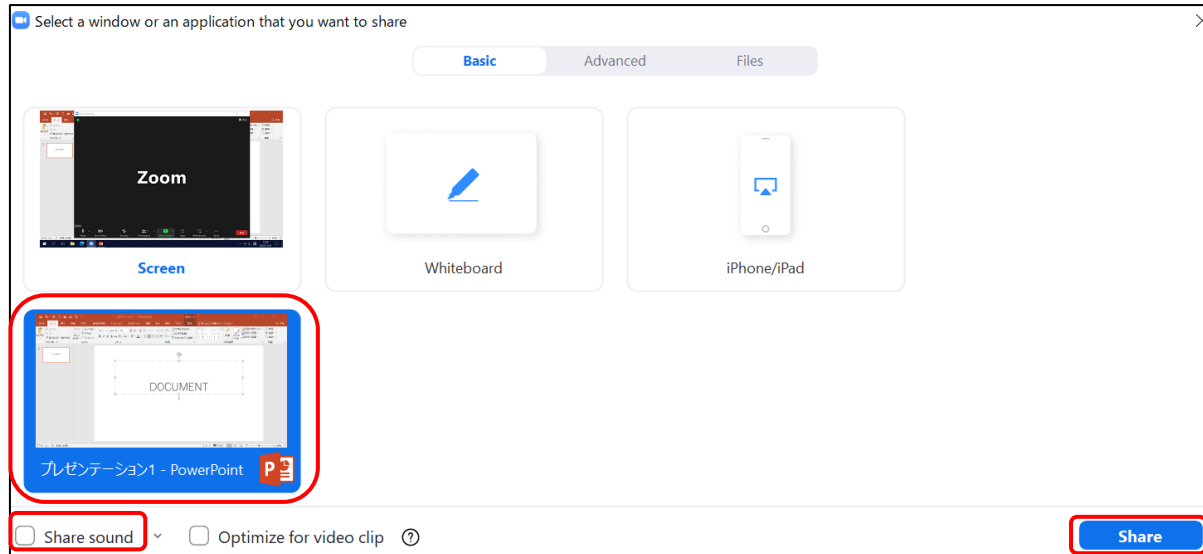 Select a window or an application that you want to share
Basic
Advanced
Files
Zoom
Screen
Whiteboard
iPhone/iPad
DOCUMENT
プレゼンテーション1 - PowerPoint
P
Share sound
Optimize for video clip
?
Share